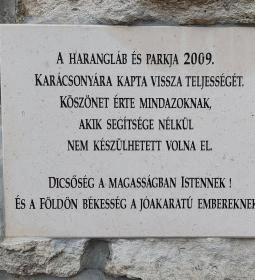 A HARANGLÁB ÉS PARKJA 2009.
KARÁCSONYÁRA KAPTA VISSZA TELJESSÉGÉT.
KÖSZÖNET ÉRTE MINDAZOKNAK,
AKIK SEGÍTSÉGE NÉLKÜL
NEM KÉSZÜLHETETT VOLNA EL.
DICSŐSÉG A MAGASSÁGBAN ISTENNEK !
ÉS A FÖLDÖN BÉKESSÉG A JÓAKARATÚ EMBEREKNEK